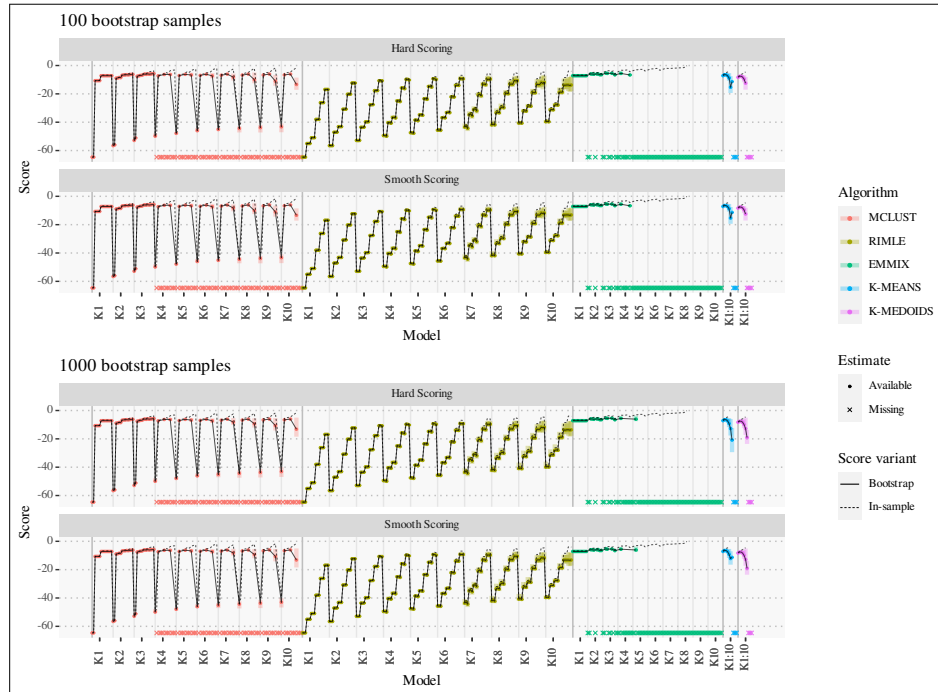 100 bootstrap samples
Hard Scoring
0
-20
-40
-60
Smooth Scoring
0
-20
-40
-60
Score
K1 K2 K3 K4 K5 K6 K7 K8 K9 K10 K1 K2 K3 K4 K5 K6 K7 K8 K9 K10 K1 K2 K3 K4 K5 K6 K7 K8 K9 K10 K1:10 K1:10
Model
1000 bootstrap samples
Hard Scoring
0
-20
-40
-60
Smooth Scoring
0
-20
-40
-60
Score
K1 K2 K3 K4 K5 K6 K7 K8 K9 K10 K1 K2 K3 K4 K5 K6 K7 K8 K9 K10 K1 K2 K3 K4 K5 K6 K7 K8 K9 K10 K1:10 K1:10
Model
Algorithm
MCLUST
RIMLE
EMMIX
K-MEANS
K-MEDOIDS
Estimate
Available
Missing
Score variant
Bootstrap
In-sample